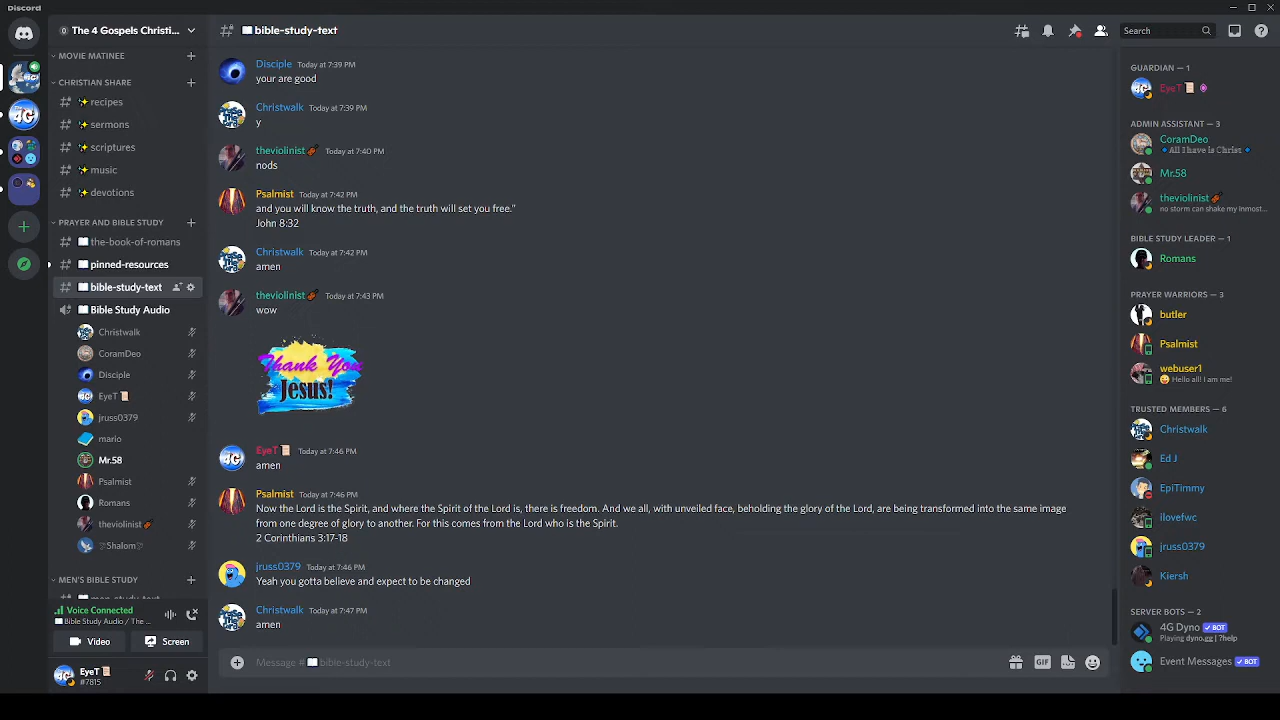 Discord
The 4 Gospels Christi...
MOVIE MATINEE
CHRISTIAN SHARE
recipes
sermons
scriptures
music
devotions
PRAYER AND BIBLE STUDY
the-book-of-romans
pinned-resources
bible-study-text
Bible Study Audio
Christwalk
CoramDeo
Disciple
EyeT
jruss0379
mario
Mr.58
Psalmist
Romans
theviolinist
♡Shalom♡
MEN'S BIBLE STUDY
men-study-text
Voice Connected
Bible Study Audio / The ...
Video
Screen
EyeT
#7815
bible-study-text
Search
Disciple Today at 7:39 PM
your are good
Christwalk Today at 7:39 PM
y
theviolinist Today at 7:40 PM
nods
Psalmist Today at 7:42 PM
and you will know the truth, and the truth will set you free."
John 8:32
Christwalk Today at 7:42 PM
amen
theviolinist Today at 7:43 PM
wow
Thank You
Jesus!
EyeT Today at 7:46 PM
amen
Psalmist Today at 7:46 PM
Now the Lord is the Spirit, and where the Spirit of the Lord is, there is freedom. And we all, with unveiled face, beholding the glory of the Lord, are being transformed into the same image
from one degree of glory to another. For this comes from the Lord who is the Spirit.
2 Corinthians 3:17-18
jruss0379 Today at 7:46 PM
Yeah you gotta believe and expect to be changed
Christwalk Today at 7:47 PM
amen
Message # bible-study-text
GIF
GUARDIAN — 1
EyeT
ADMIN ASSISTANT — 3
CoramDeo
All I have is Christ
Mr.58
theviolinist
no storm can shake my inmost...
BIBLE STUDY LEADER — 1
Romans
PRAYER WARRIORS — 3
butler
Psalmist
webuser1
Hello all! I am me!
TRUSTED MEMBERS — 6
Christwalk
Ed J
EpiTimmy
ilovefwc
jruss0379
Kiersh
SERVER BOTS — 2
4G Dyno ✓ BOT
Playing dyno.gg | ?help
Event Messages ✓ BOT